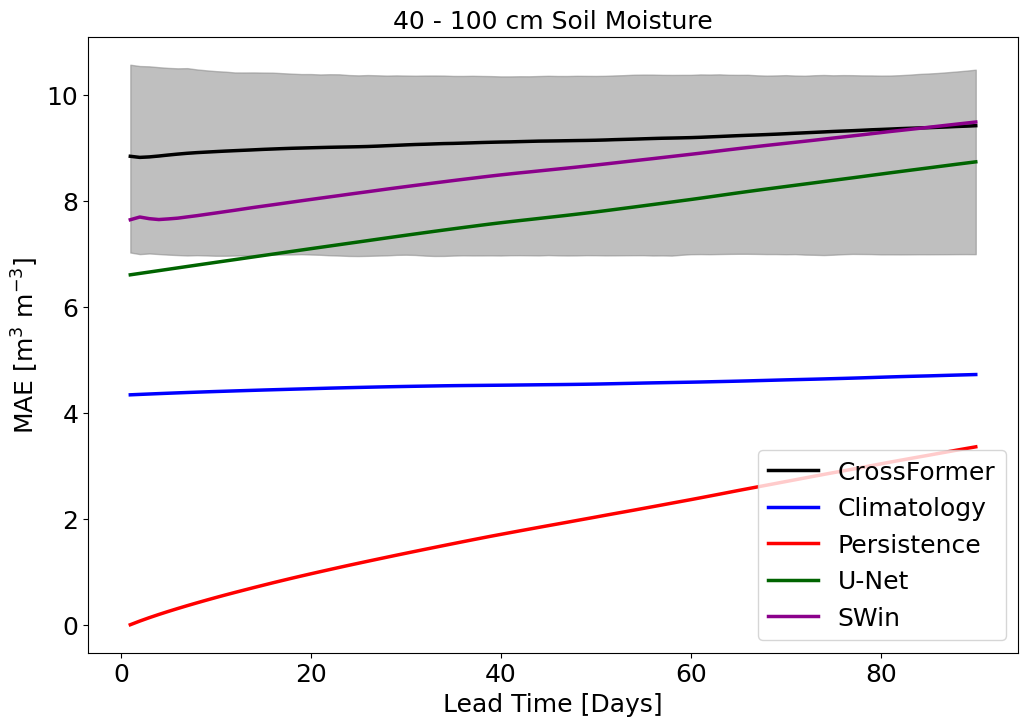 40 - 100 cm Soil Moisture
MAE [m³ m⁻³]
10
8
6
4
2
0
0 20 40 60 80
Lead Time [Days]
CrossFormer
Climatology
Persistence
U-Net
SWin